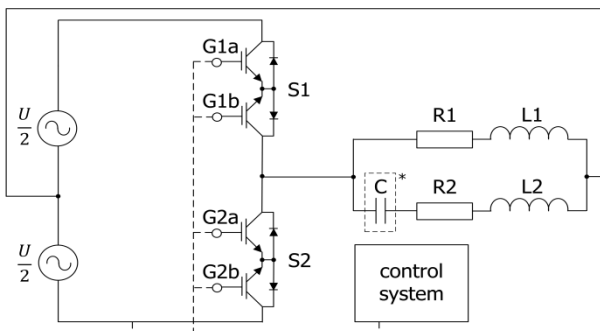 G1a
S1
G1b
U
2
R1
L1
C
*
R2
L2
G2a
U
2
S2
G2b
control
system